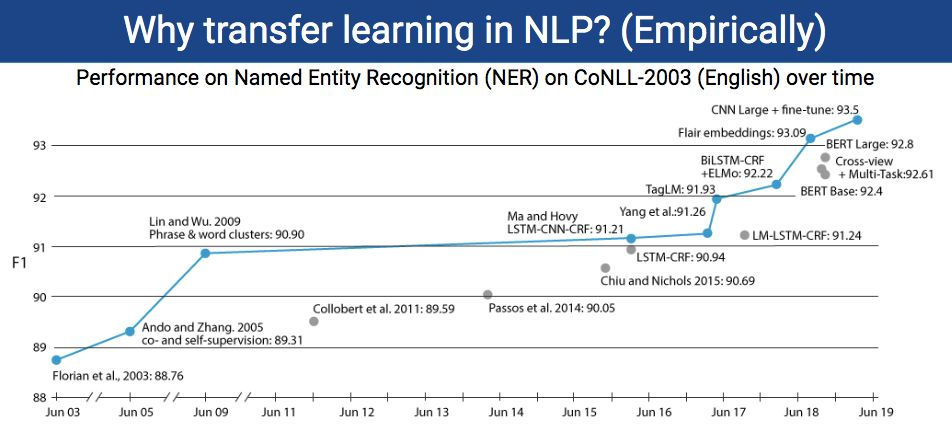 Why transfer learning in NLP? (Empirically)
Performance on Named Entity Recognition (NER) on CoNLL-2003 (English) over time
CNN Large + fine-tune: 93.5
Flair embeddings: 93.09
93
BERT Large: 92.8
BiLSTM-CRF
+ELMo: 92.22
Cross-view
+ Multi-Task:92.61
TagLM: 91.93
BERT Base: 92.4
92
Lin and Wu. 2009
Phrase & word clusters: 90.90
Ma and Hovy
LSTM-CNN-CRF: 91.21
Yang et al.:91.26
LM-LSTM-CRF: 91.24
91
F1
LSTM-CRF: 90.94
Chiu and Nichols 2015: 90.69
90
Collobert et al. 2011: 89.59
Passos et al. 2014: 90.05
Ando and Zhang. 2005
co- and self-supervision: 89.31
89
Florian et al., 2003: 88.76
88
Jun 03
Jun 05
Jun 09
Jun 11
Jun 12
Jun 13
Jun 14
Jun 15
Jun 16
Jun 17
Jun 18
Jun 19